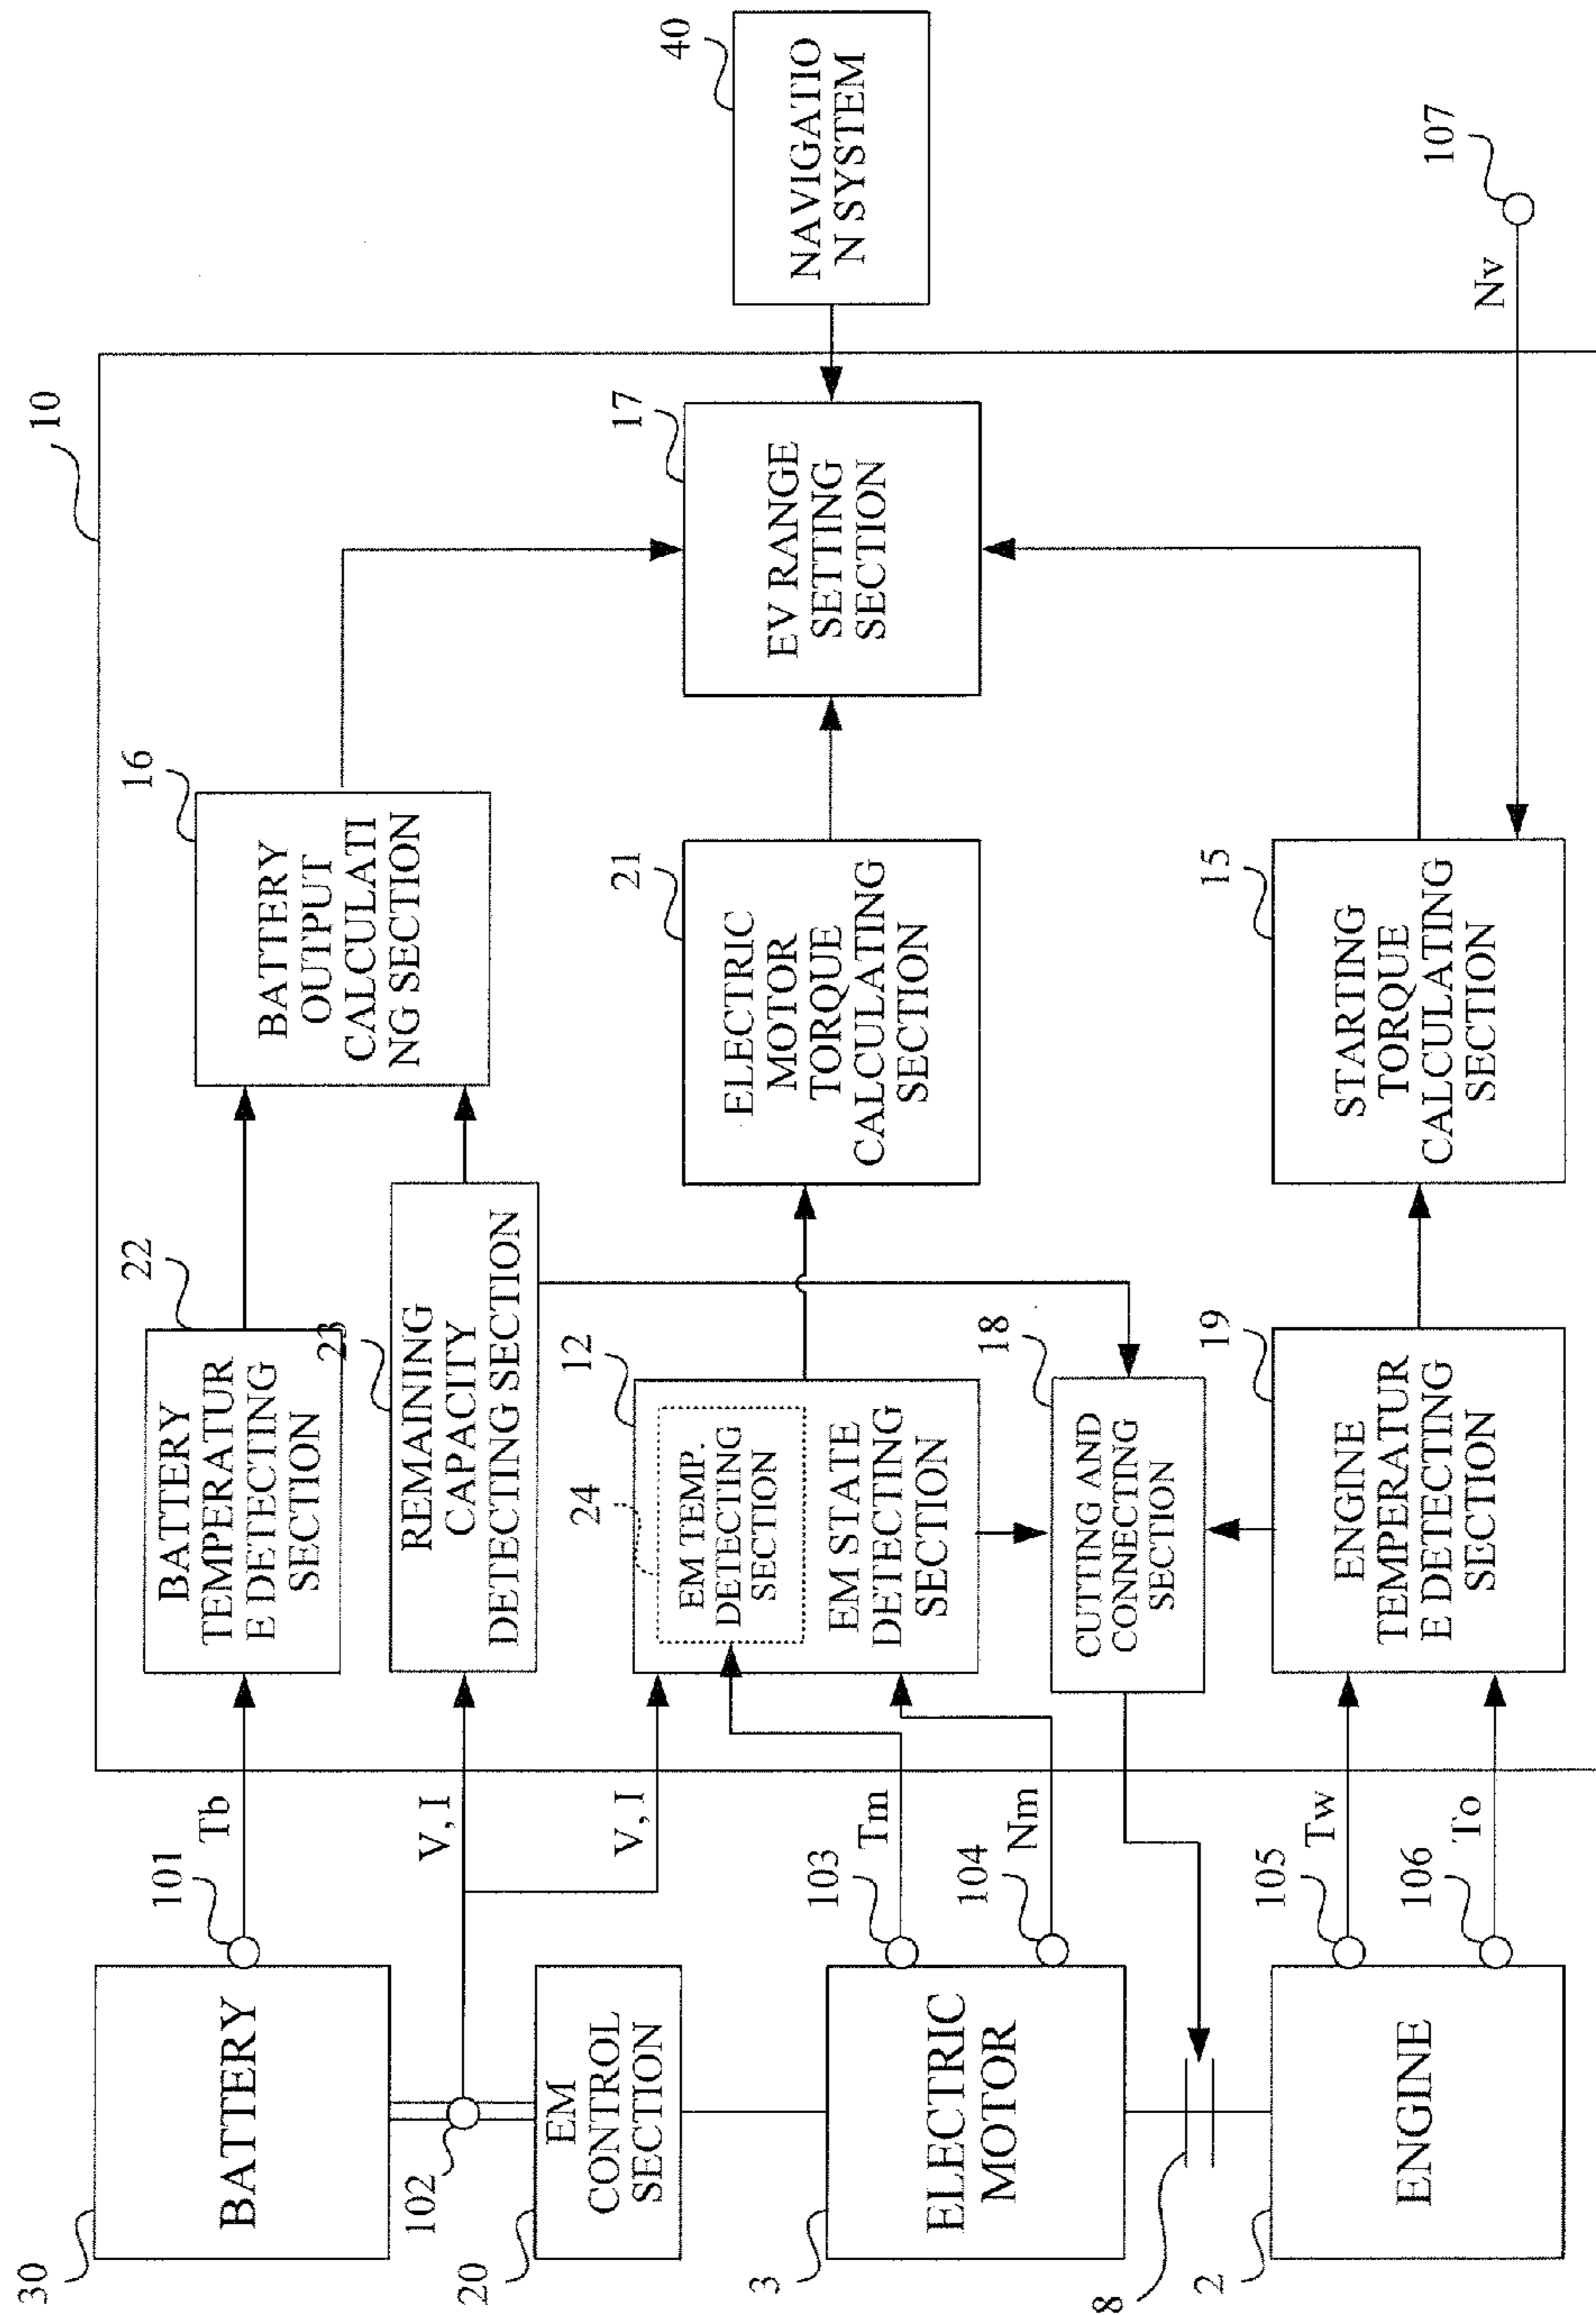 30
BATTERY
101
Tb
22
BATTERY
TEMPERATUR
E DETECTING
SECTION
16
BATTERY
OUTPUT
CALCULATI
NG SECTION
10
102
V, I
23
REMAINING
CAPACITY
DETECTING SECTION
20
EM
CONTROL
SECTION
V, I
12
24
EM TEMP.
DETECTING
SECTION
EM STATE
DETECTING
SECTION
21
ELECTRIC
MOTOR
TORQUE
CALCULATING
SECTION
17
EV RANGE
SETTING
SECTION
40
NAVIGATIO
N SYSTEM
3
ELECTRIC
MOTOR
103
Tm
104
Nm
18
CUTTING AND
CONNECTING
SECTION
8
2
ENGINE
105
Tw
106
To
19
ENGINE
TEMPERATUR
E DETECTING
SECTION
15
STARTING
TORQUE
CALCULATING
SECTION
Nv
107